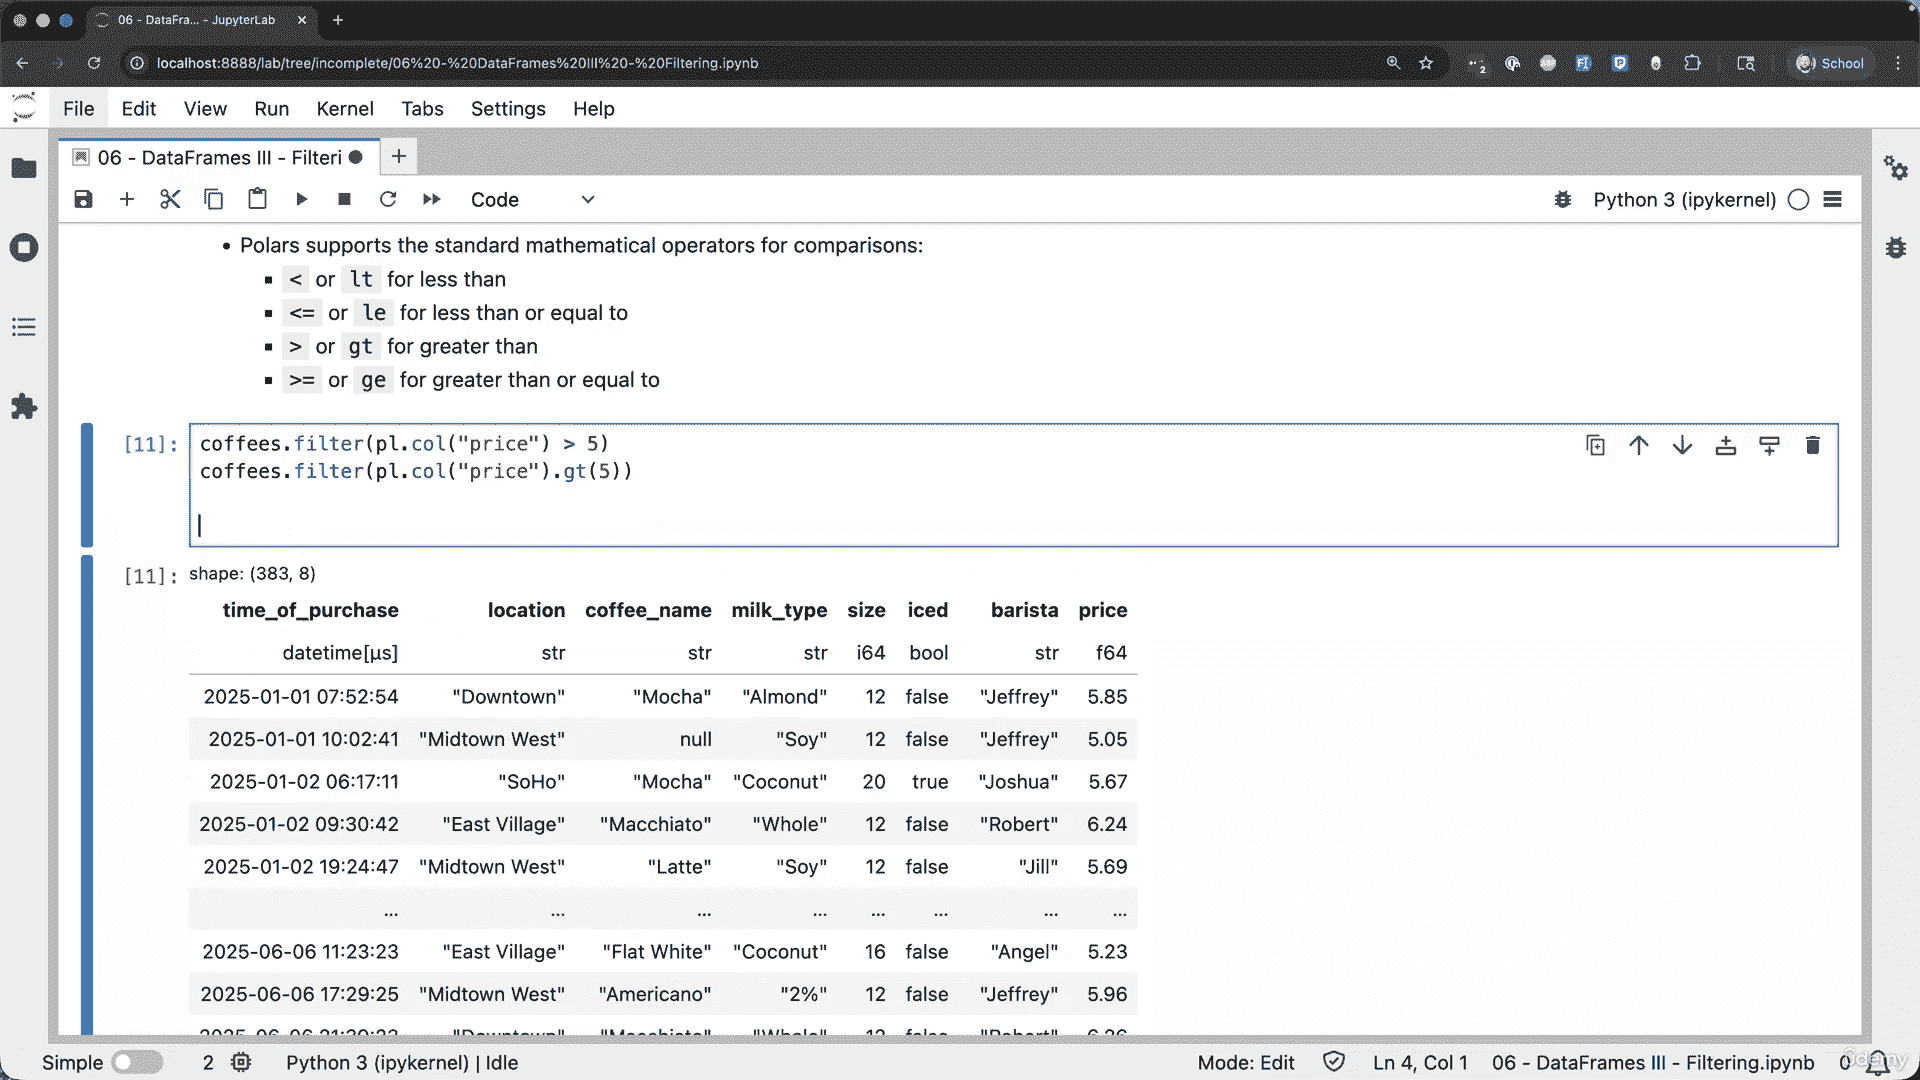 06 - DataFra... - JupyterLab
localhost:8888/lab/tree/incomplete/06%20-%20DataFrames%20III%20-%20Filtering.ipynb
2
ABP
School
File Edit View Run Kernel Tabs Settings Help
06 - DataFrames III - Filteri
Code
Python 3 (ipykernel)
Polars supports the standard mathematical operators for comparisons:
< or lt for less than
<= or le for less than or equal to
> or gt for greater than
>= or ge for greater than or equal to
[11]: coffees.filter(pl.col("price") > 5)
coffees.filter(pl.col("price").gt(5))
[11]: shape: (383, 8)
time_of_purchase location coffee_name milk_type size iced barista price
datetime[μs] str str str i64 bool str f64
2025-01-01 07:52:54 "Downtown" "Mocha" "Almond" 12 false "Jeffrey" 5.85
2025-01-01 10:02:41 "Midtown West" null "Soy" 12 false "Jeffrey" 5.05
2025-01-02 06:17:11 "SoHo" "Mocha" "Coconut" 20 true "Joshua" 5.67
2025-01-02 09:30:42 "East Village" "Macchiato" "Whole" 12 false "Robert" 6.24
2025-01-02 19:24:47 "Midtown West" "Latte" "Soy" 12 false "Jill" 5.69
... ... ... ... ... ... ... ...
2025-06-06 11:23:23 "East Village" "Flat White" "Coconut" 16 false "Angel" 5.23
2025-06-06 17:29:25 "Midtown West" "Americano" "2%" 12 false "Jeffrey" 5.96
Simple 2 Python 3 (ipykernel) | Idle Mode: Edit Ln 4, Col 1 06 - DataFrames III - Filtering.ipynb 0
ûdemy